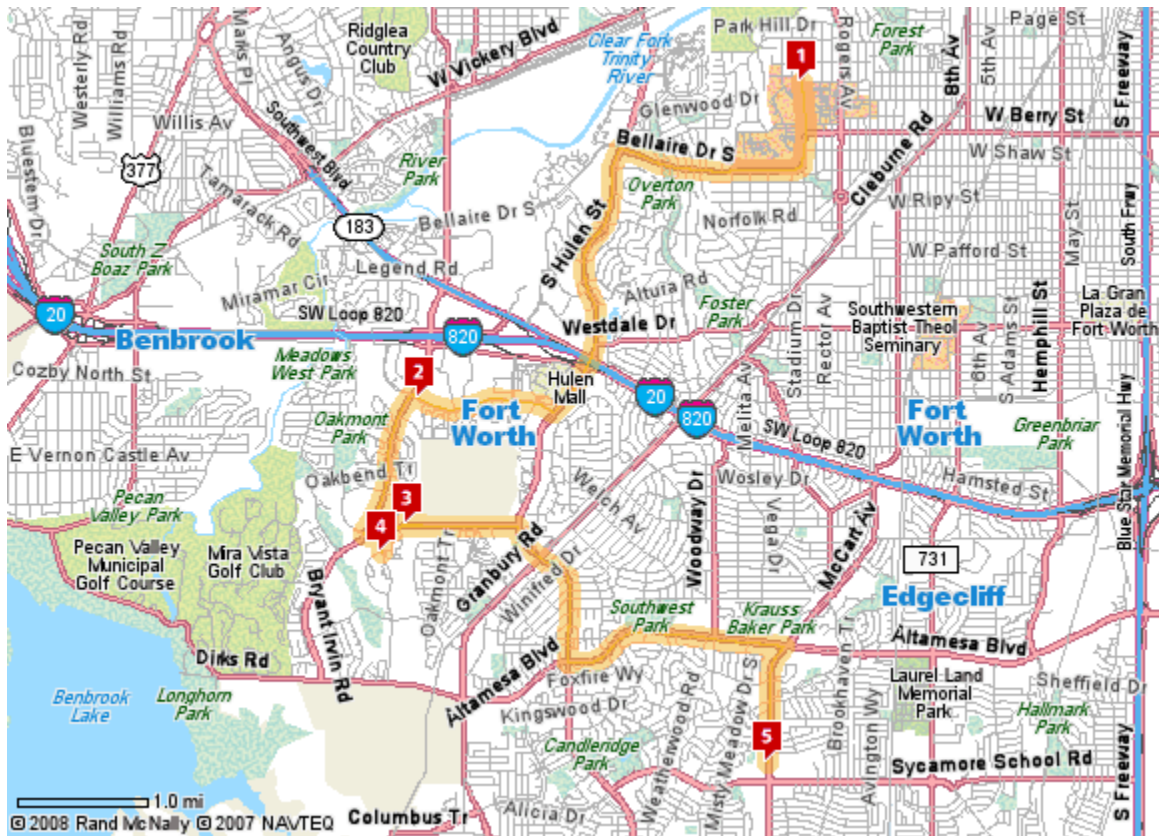 Westerly Rd
Williams Rd
Marks Pl
Angus Dr
Ridglea
Country
Club
W Vickery Blvd
Clear Fork
Trinity
River
Park Hill Dr
1
Rogers Av
Forest
Park
8th Av
5th Av
Page St
S Freeway
Willis Av
Bluestem Dr
377
Southwest Blvd
Glenwood Dr
Bellaire Dr S
W Berry St
W Shaw St
River
Park
Tamarack Rd
Bellaire Dr S
Overton
Park
Norfolk Rd
Cleburne Rd
W Ripy St
May St
South Frwy
183
South Z
Boaz Park
Legend Rd
S Hulen St
W Pafford St
Miramar Cir
Altura Rd
Foster
Park
Stadium Dr
Rector Av
Southwestern
Baptist Theol
Seminary
6th Av
S Adams St
Hemphill St
La Gran
Plaza de
Fort Worth
20
SW Loop 820
820
Westdale Dr
Benbrook
Meadows
West Park
Cozby North St
2
Hulen
Mall
20
820
Melita Av
SW Loop 820
Oakmont
Park
Fort
Worth
Fort
Worth
Greenbriar
Park
Blue Star Memorial Hwy
E Vernon Castle Av
Oakbend Tr
Wosley Dr
Hamsted St
Pecan
Valley Park
3
4
Welch Av
Woodway Dr
Vega Dr
McCart Av
Pecan Valley
Municipal
Golf Course
Mira Vista
Golf Club
Bryant Irvin Rd
Oakmont Tr
Granbury Rd
Winifred Dr
731
Edgecliff
Southwest
Park
Krauss
Baker Park
Dirks Rd
Altamesa Blvd
Altamesa Blvd
Foxfire Wy
Brookhaven Tr
Laurel Land
Memorial
Park
Sheffield Dr
Benbrook
Lake
Longhorn
Park
Kingswood Dr
Weatherwood Rd
Misty Meadow Dr S
Avington Wy
Hallmark
Park
Candleridge
Park
5
Sycamore School Rd
S Freeway
1.0 mi
Columbus Tr
Alicia Dr
© 2008 Rand McNally © 2007 NAVTEQ